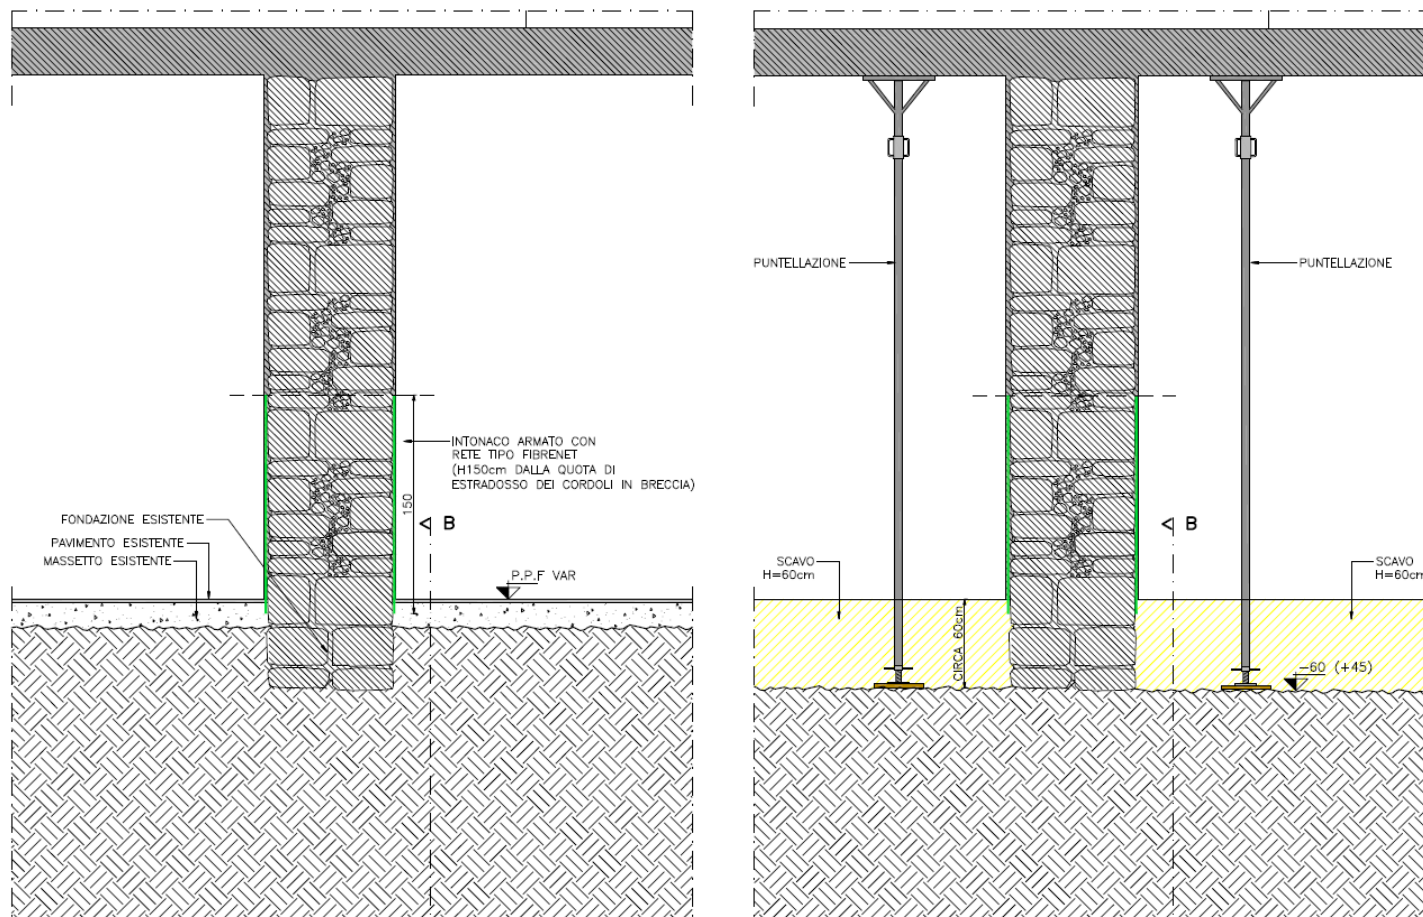 INTONACO ARMATO CON
RETE TIPO FIBRENET
(H150cm DALLA QUOTA DI
ESTRADOSSO DEI CORDOLI IN BRECCIA)
150
B
FONDAZIONE ESISTENTE
PAVIMENTO ESISTENTE
MASSETTO ESISTENTE
P.P.F VAR
PUNTELLAZIONE
PUNTELLAZIONE
B
SCAVO
H=60cm
SCAVO
H=60cm
CIRCA 60cm
-60 (+45)